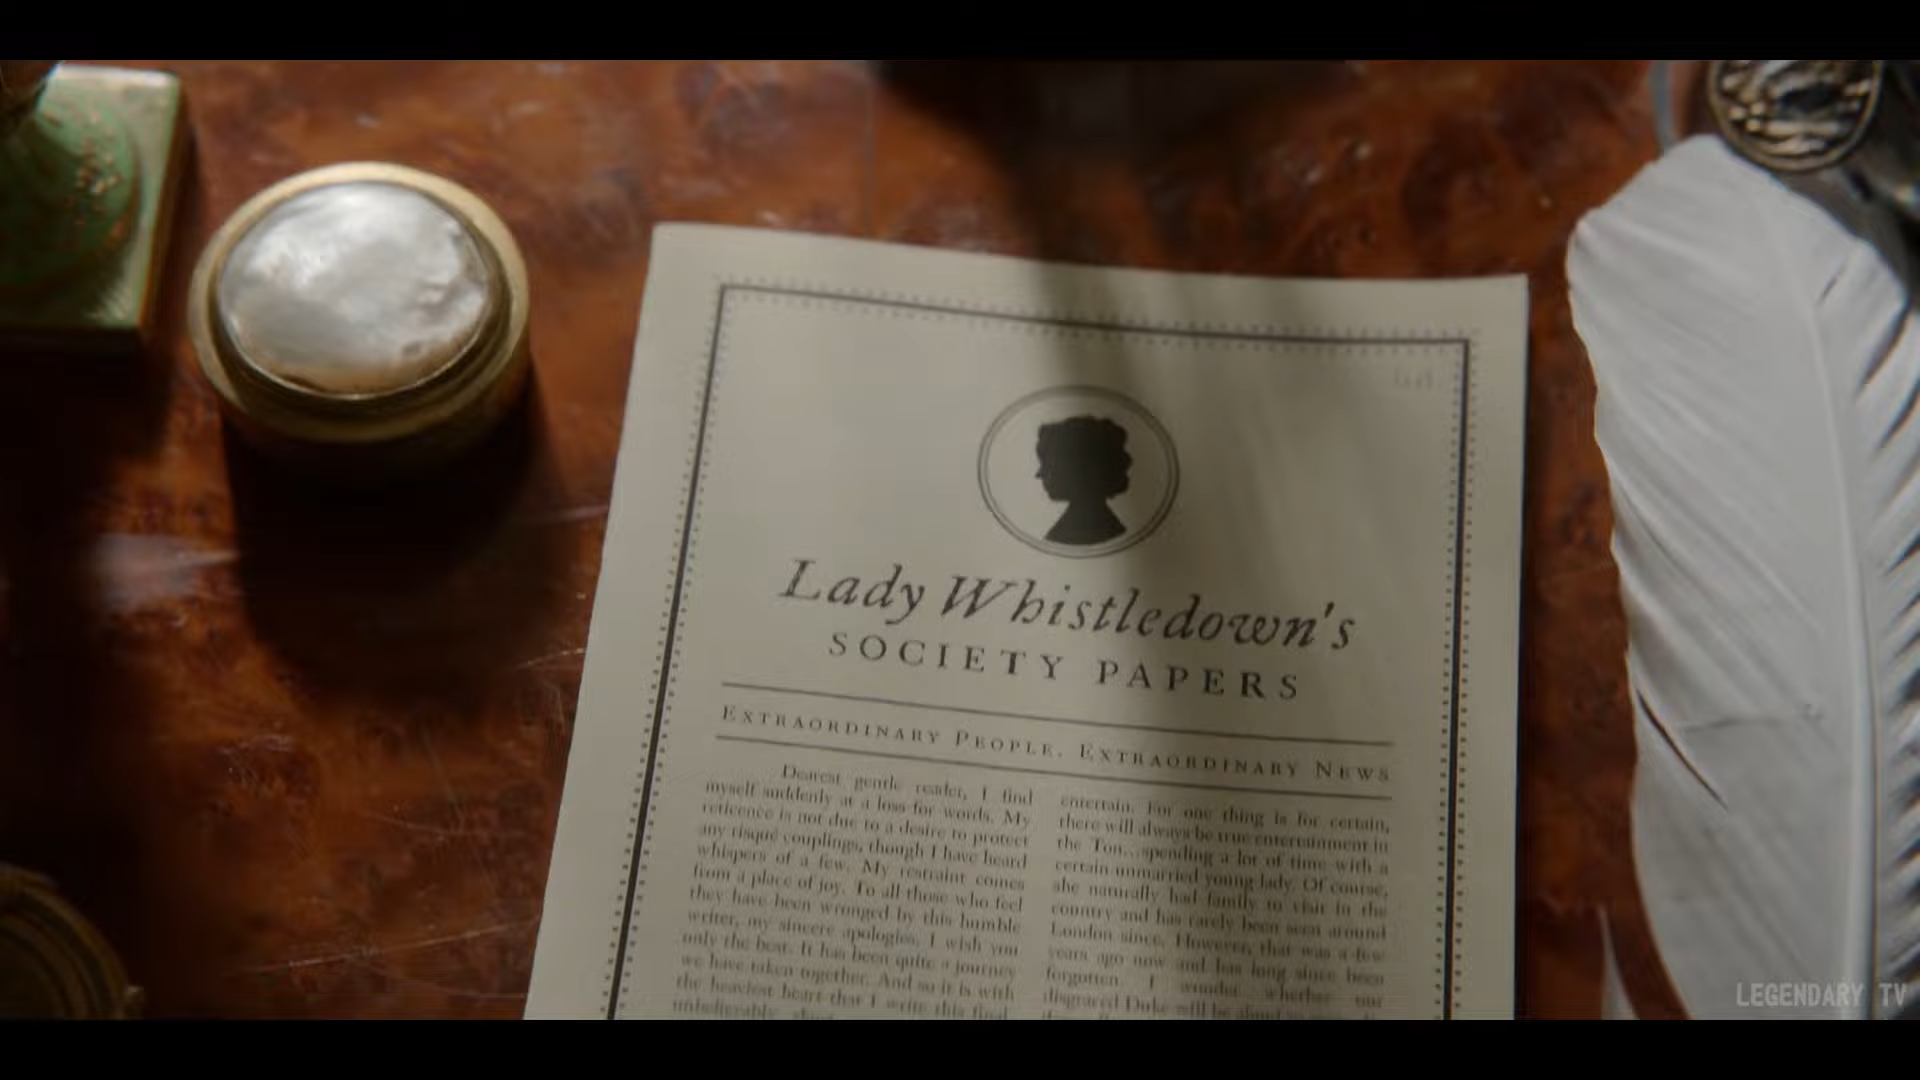 Lady Whistledown's
SOCIETY PAPERS
EXTRAORDINARY PEOPLE. EXTRAORDINARY NEWS
Dearest gentle reader, I find
myself suddenly at a loss for words. My
reticence is not due to a desire to protect
any risqué couplings, though I have heard
whispers of a few. My restraint comes
from a place of joy. To all those who feel
they have been wronged by this humble
writer, my sincere apologies. I wish you
only the best. It has been quite a journey
we have taken together. And so it is with
the heaviest heart that I write this final
unbelievably
entertain. For one thing is for certain,
there will always be true entertainment in
the Ton...spending a lot of time with a
certain unmarried young lady. Of course,
she naturally had family to visit in the
country and has rarely been seen around
London since. However, that was a few
years ago now and has long since been
forgotten. I wonder whether our
disgraced Duke will be
LEGENDARY TV